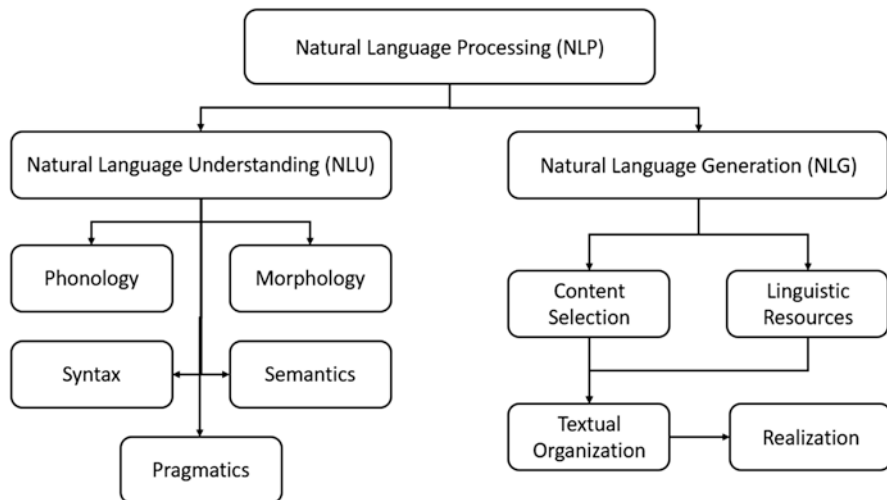 Natural Language Processing (NLP)
Natural Language Understanding (NLU)
Natural Language Generation (NLG)
Phonology
Morphology
Content
Selection
Linguistic
Resources
Syntax
Semantics
Textual
Organization
Realization
Pragmatics